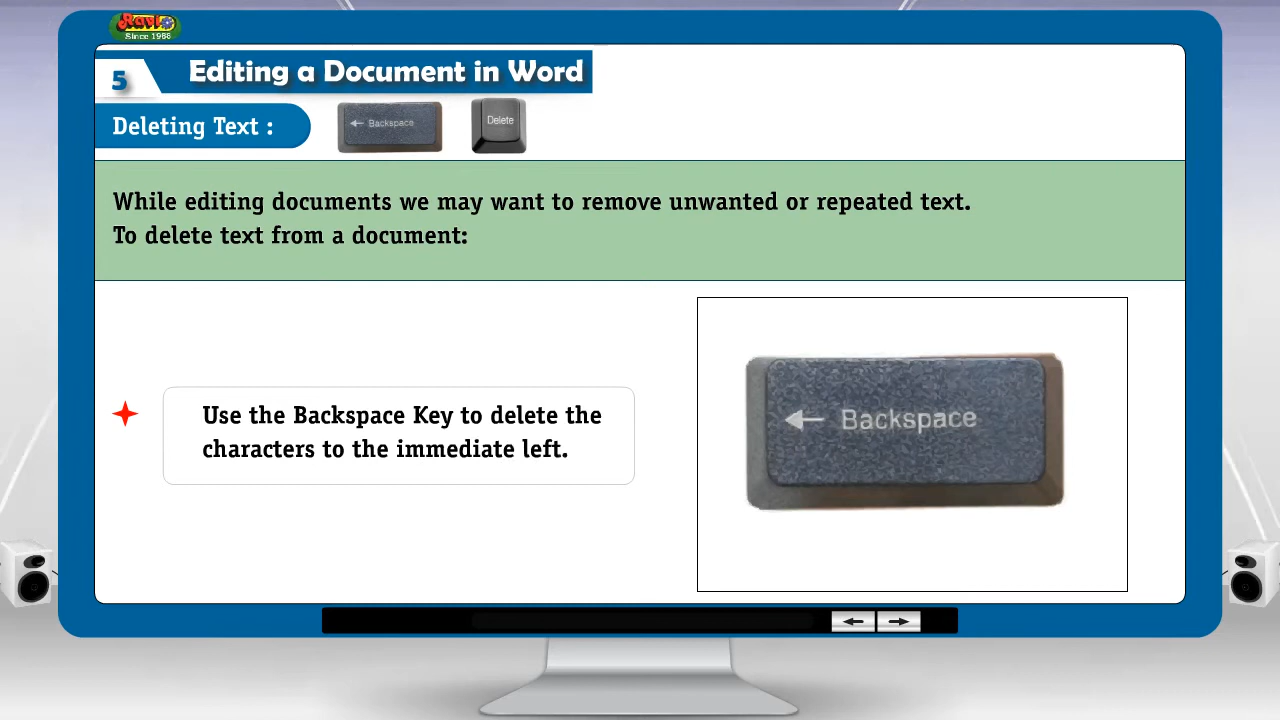 Ravi
Since 1986
5
Editing a Document in Word
Deleting Text :
Backspace
Delete
While editing documents we may want to remove unwanted or repeated text.
To delete text from a document:
Use the Backspace Key to delete the
characters to the immediate left.
Backspace